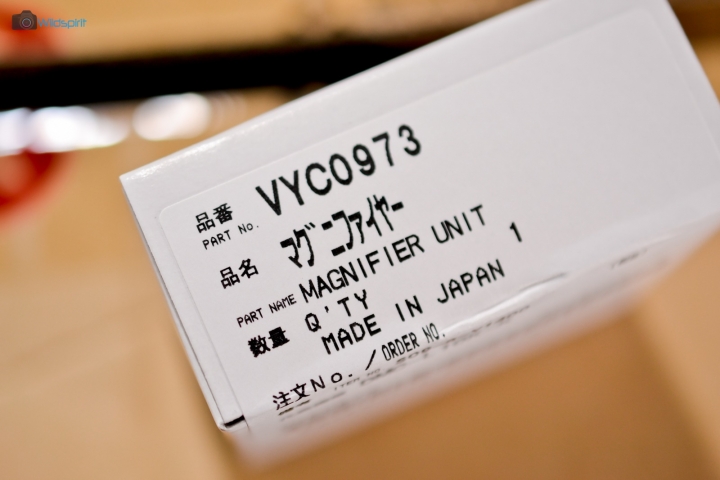 wildspirit
品番 VYC0973
PART No.
品名 マグニファイヤー
PART NAME MAGNIFIER UNIT
数量 Q'TY 1
MADE IN JAPAN
注文No./ORDER NO.